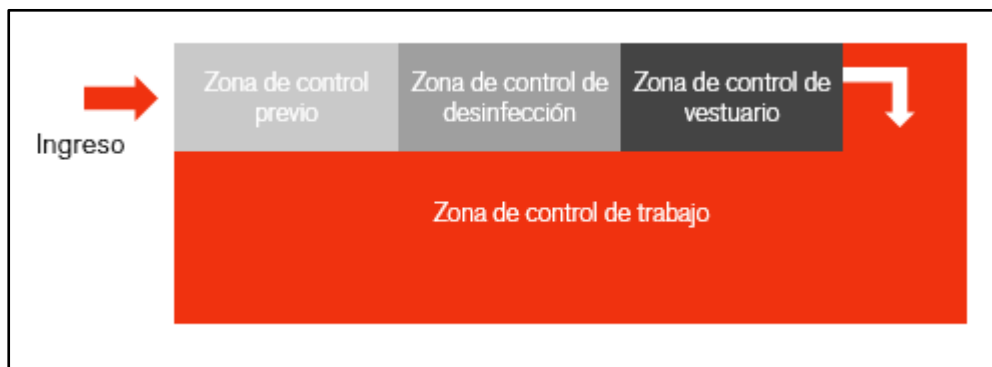 Ingreso
Zona de control
previo
Zona de control de
desinfección
Zona de control de
vestuario
Zona de control de trabajo